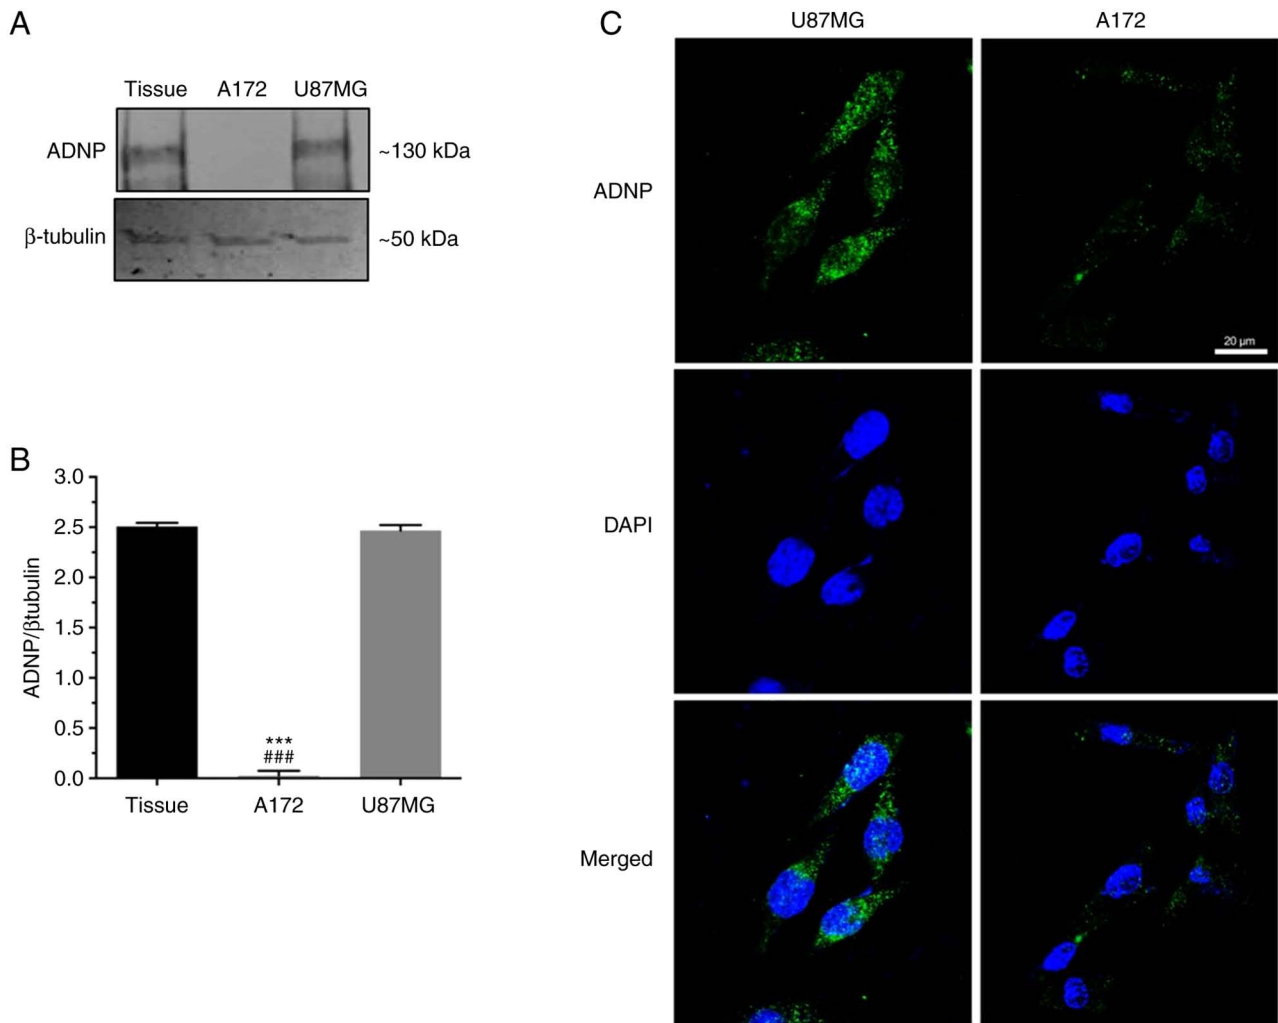 A
Tissue A172 U87MG
ADNP ~130 kDa
β-tubulin ~50 kDa
B
ADNP/βtubulin
3.0
2.5
2.0
1.5
1.0
0.5
0.0
***
###
Tissue A172 U87MG
C
U87MG A172
ADNP
20 µm
DAPI
Merged